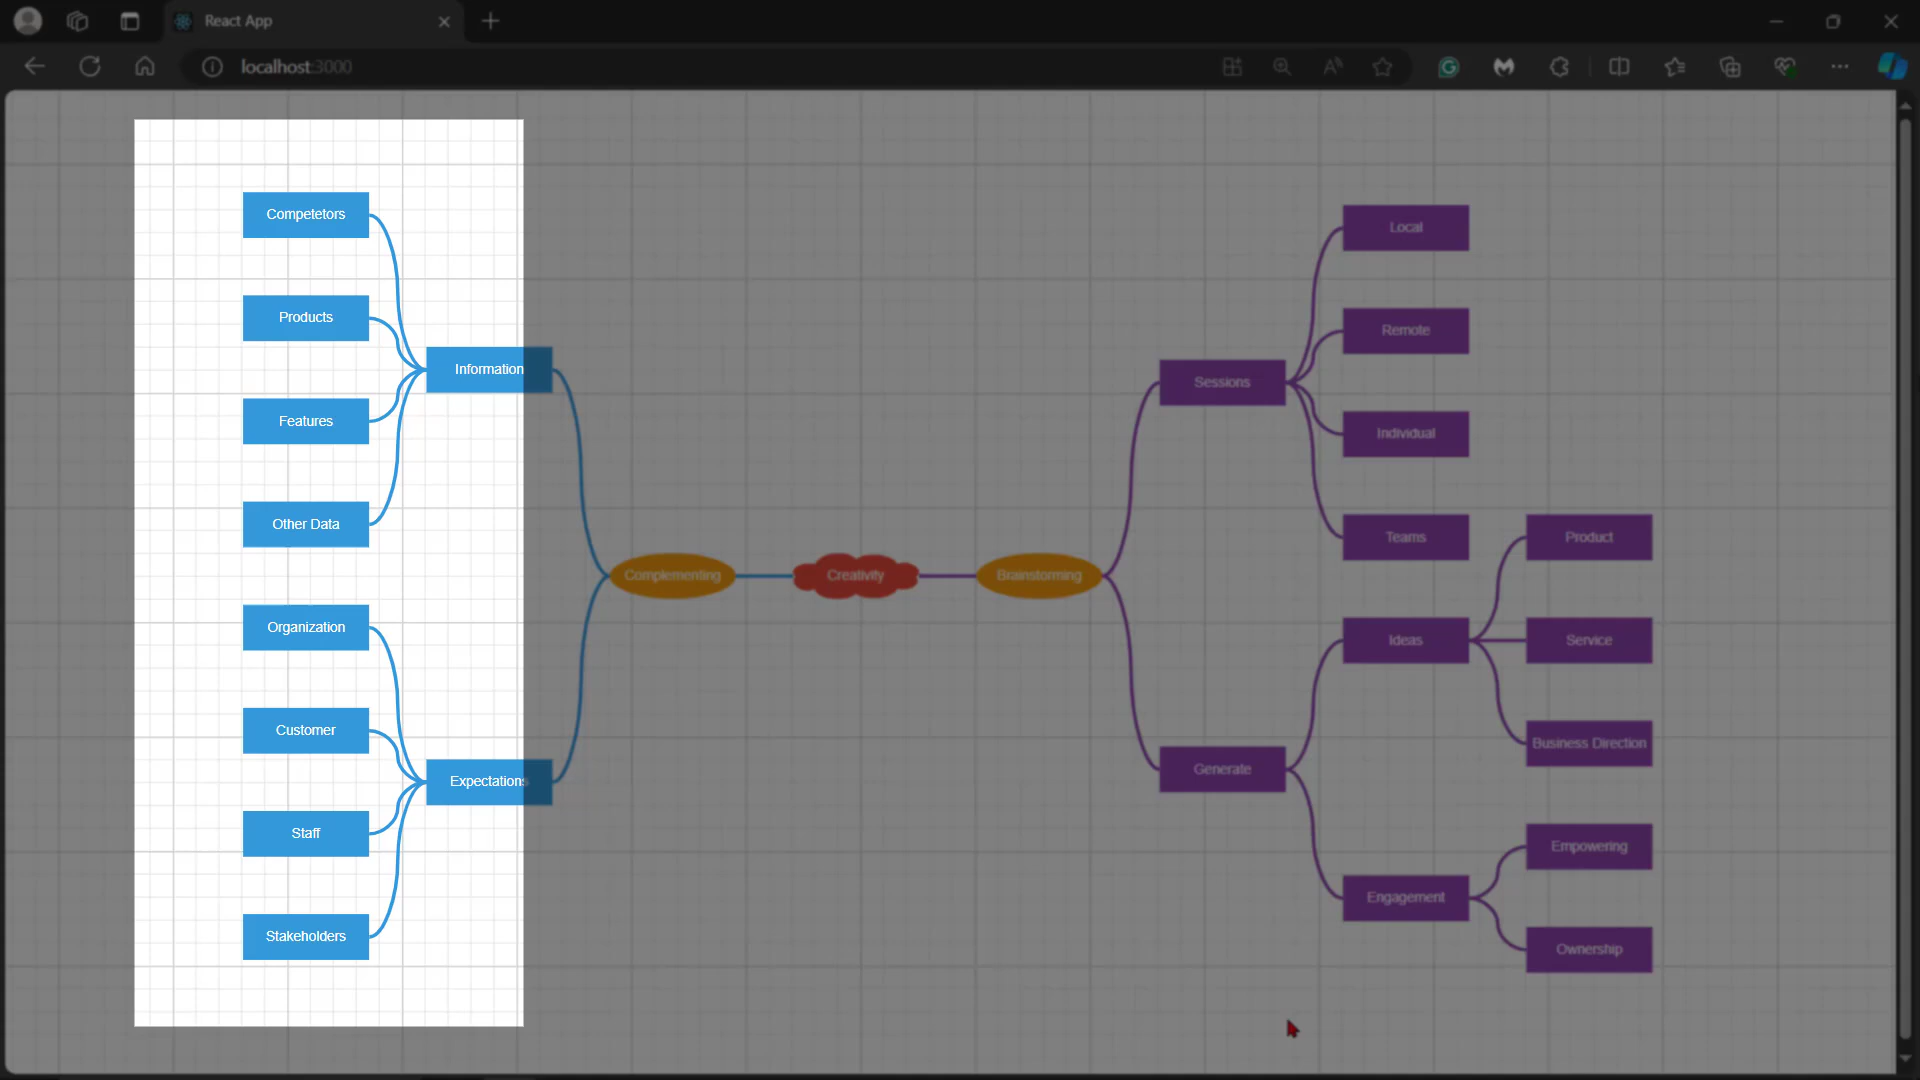 React App
localhost:3000
Competetors
Products
Information
Features
Other Data
Organization
Customer
Expectations
Staff
Stakeholders
Complementing
Creativity
Brainstorming
Sessions
Local
Remote
Individual
Teams
Generate
Ideas
Product
Service
Business Direction
Engagement
Empowering
Ownership